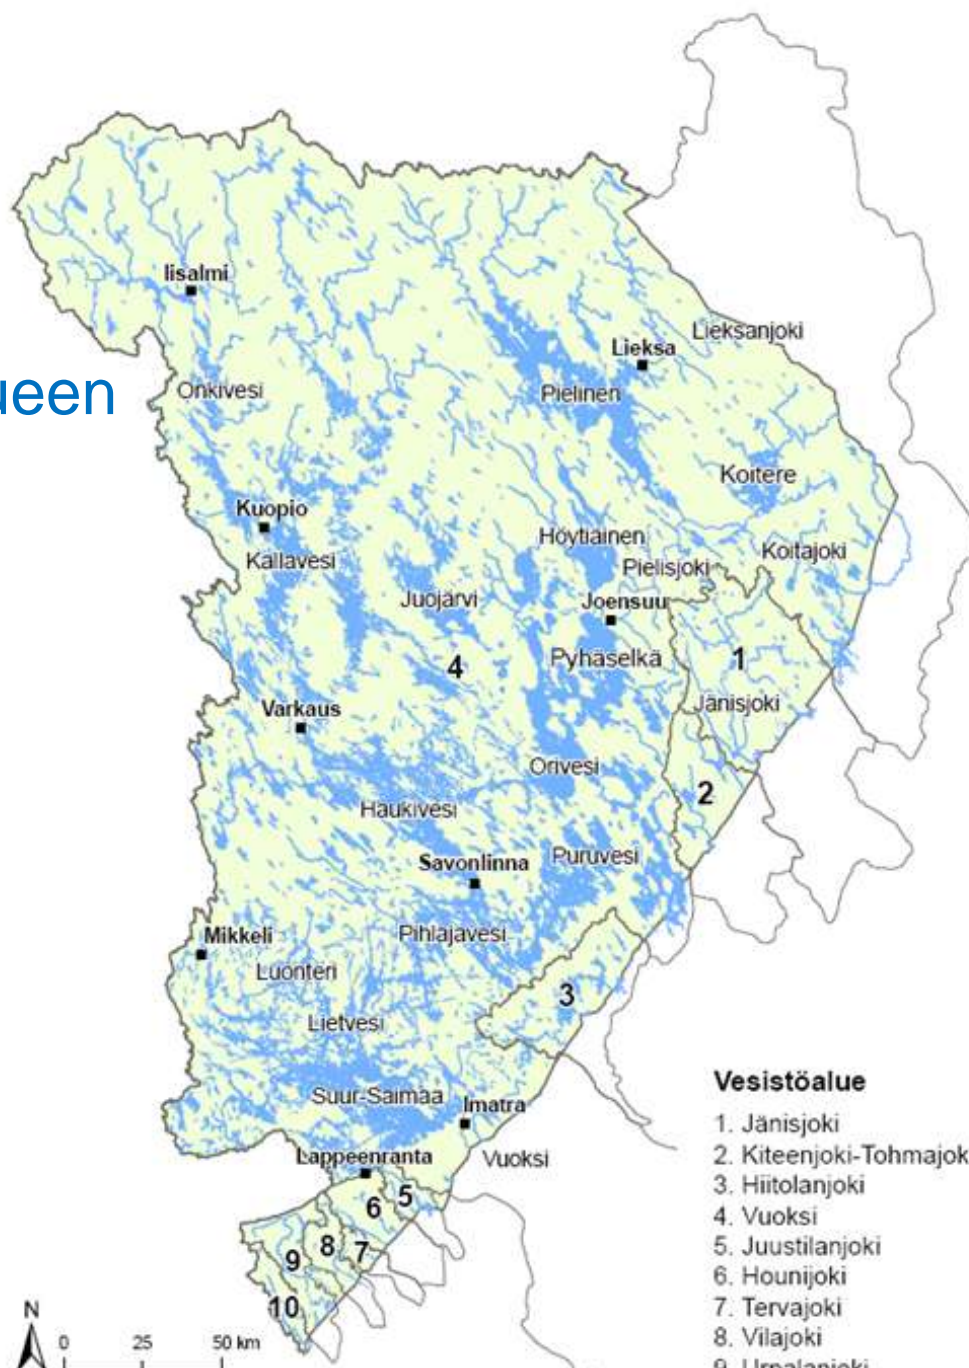 Iisalmi
Lieksanjoki
Lieksa
ueen
Onkivesi
Pielinen
Koitere
Kuopio
Höytiäinen
Koitajoki
Kallavesi
Pielisjoki
Juojärvi
Joensuu
4
Pyhäselkä
1
Jänisjoki
Varkaus
Orivesi
2
Haukivesi
Savonlinna
Puruvesi
Mikkeli
Pihlajavesi
Luonteri
3
Lietvesi
Suur-Saimaa
Imatra
Lappeenranta
Vuoksi
5
6
8
7
9
10
N
0 25 50 km
Vesistöalue
1. Jänisjoki
2. Kiteenjoki-Tohmajok
3. Hiitolanjoki
4. Vuoksi
5. Juustilanjoki
6. Hounijoki
7. Tervajoki
8. Vilajoki
9. Urpalanjoki